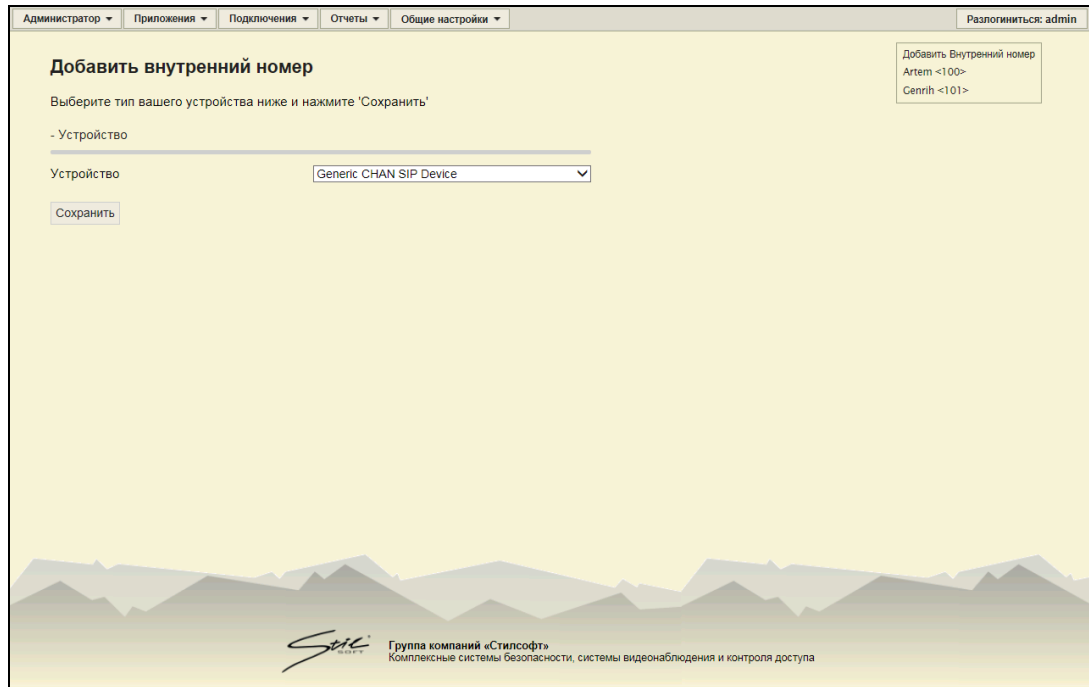 Администратор Приложения Подключения Отчеты Общие настройки Разлогиниться: admin
Добавить внутренний номер
Выберите тип вашего устройства ниже и нажмите 'Сохранить'
- Устройство
Устройство Generic CHAN SIP Device
Сохранить
Добавить Внутренний номер
Artem <100>
Genrih <101>
Stil SOFT
Группа компаний «Стилсофт»
Комплексные системы безопасности, системы видеонаблюдения и контроля доступа